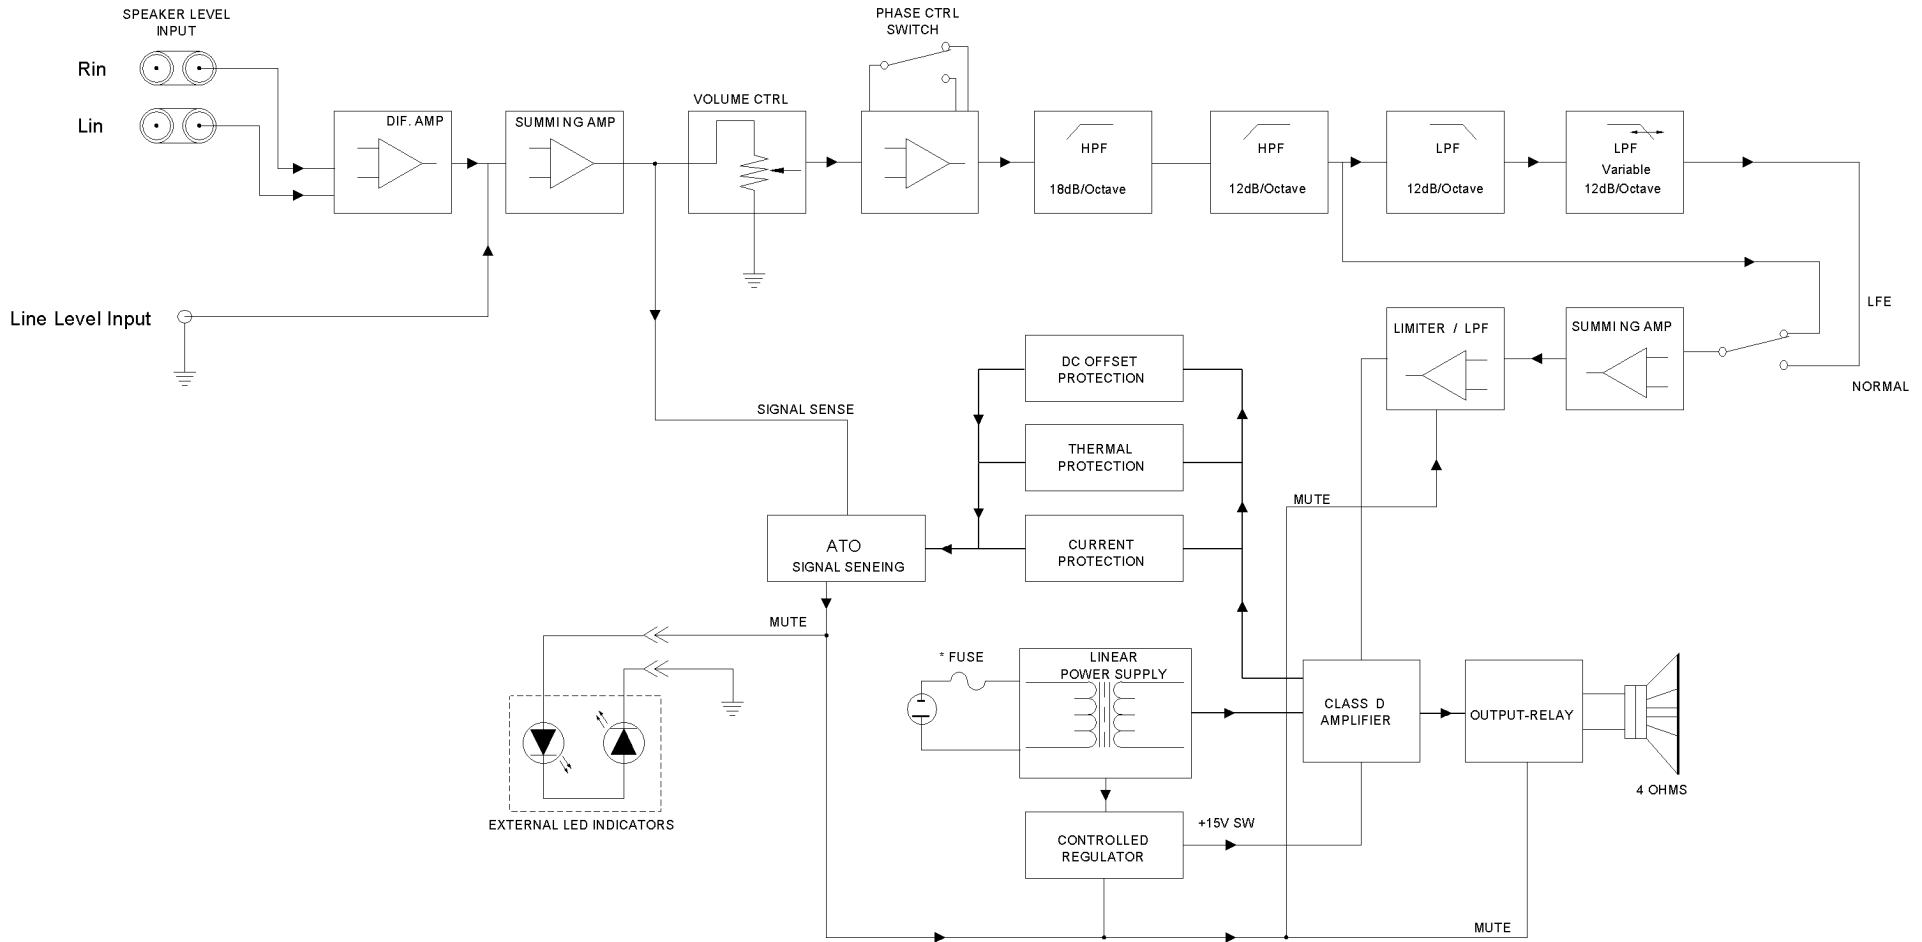 SPEAKER LEVEL
INPUT
PHASE CTRL
SWITCH
Rin
Lin
DIF. AMP
SUMMING AMP
VOLUME CTRL
HPF
18dB/Octave
HPF
12dB/Octave
LPF
12dB/Octave
LPF
Variable
12dB/Octave
Line Level Input
LFE
NORMAL
LIMITER / LPF
SUMMING AMP
DC OFFSET
PROTECTION
SIGNAL SENSE
THERMAL
PROTECTION
MUTE
CURRENT
PROTECTION
ATO
SIGNAL SENEING
MUTE
* FUSE
LINEAR
POWER SUPPLY
CLASS D
AMPLIFIER
OUTPUT-RELAY
4 OHMS
EXTERNAL LED INDICATORS
+15V SW
CONTROLLED
REGULATOR
MUTE